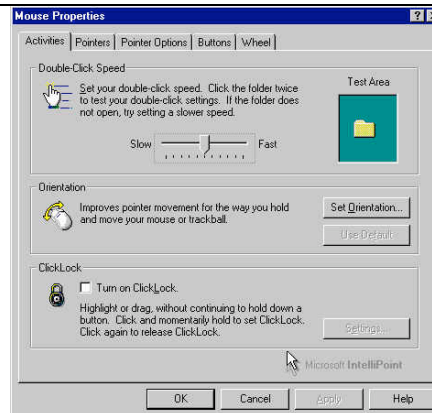 Mouse Properties
Activities Pointers Pointer Options Buttons Wheel
Double-Click Speed
Set your double-click speed. Click the folder twice
to test your double-click settings. If the folder does
not open, try setting a slower speed.
Test Area
Slow Fast
Orientation
Improves pointer movement for the way you hold
and move your mouse or trackball.
Set Orientation...
Use Default
ClickLock
Turn on ClickLock.
Highlight or drag, without continuing to hold down a
button. Click and momentarily hold to set ClickLock.
Click again to release ClickLock.
Settings...
Microsoft IntelliPoint
OK Cancel Apply Help